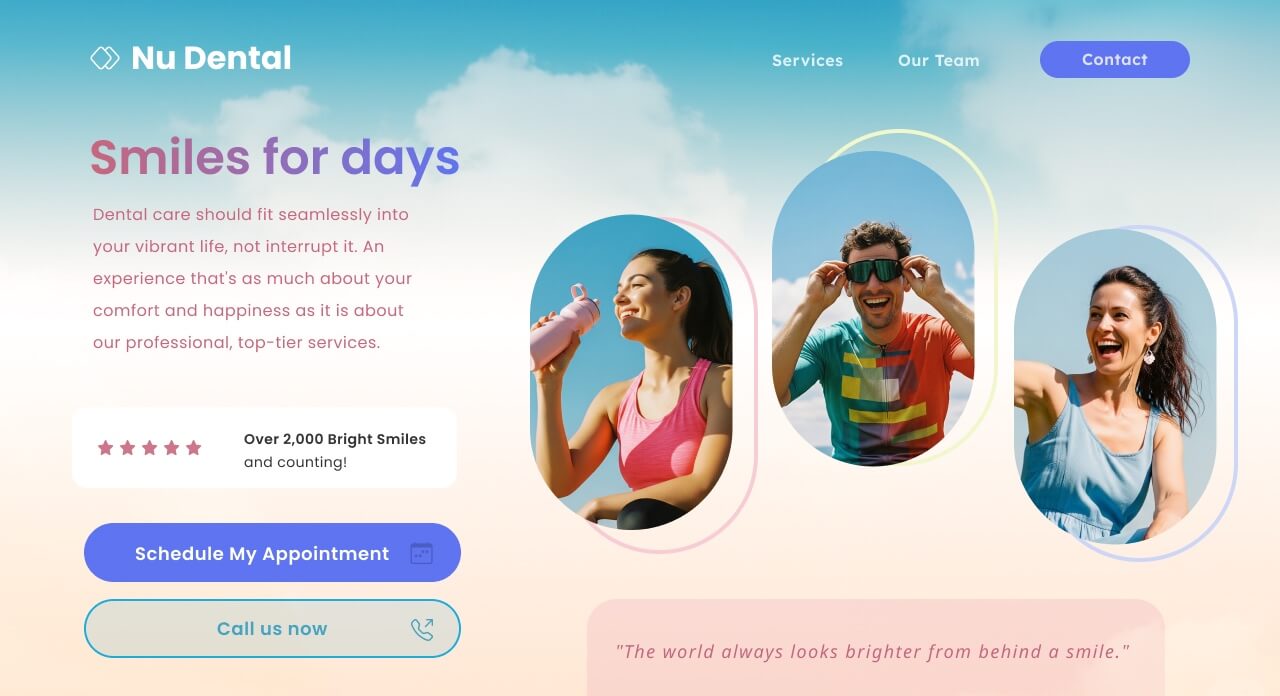 Nu Dental
Services
Our Team
Contact
Smiles for days
Dental care should fit seamlessly into
your vibrant life, not interrupt it. An
experience that's as much about your
comfort and happiness as it is about
our professional, top-tier services.
Over 2,000 Bright Smiles
and counting!
Schedule My Appointment
Call us now
"The world always looks brighter from behind a smile."